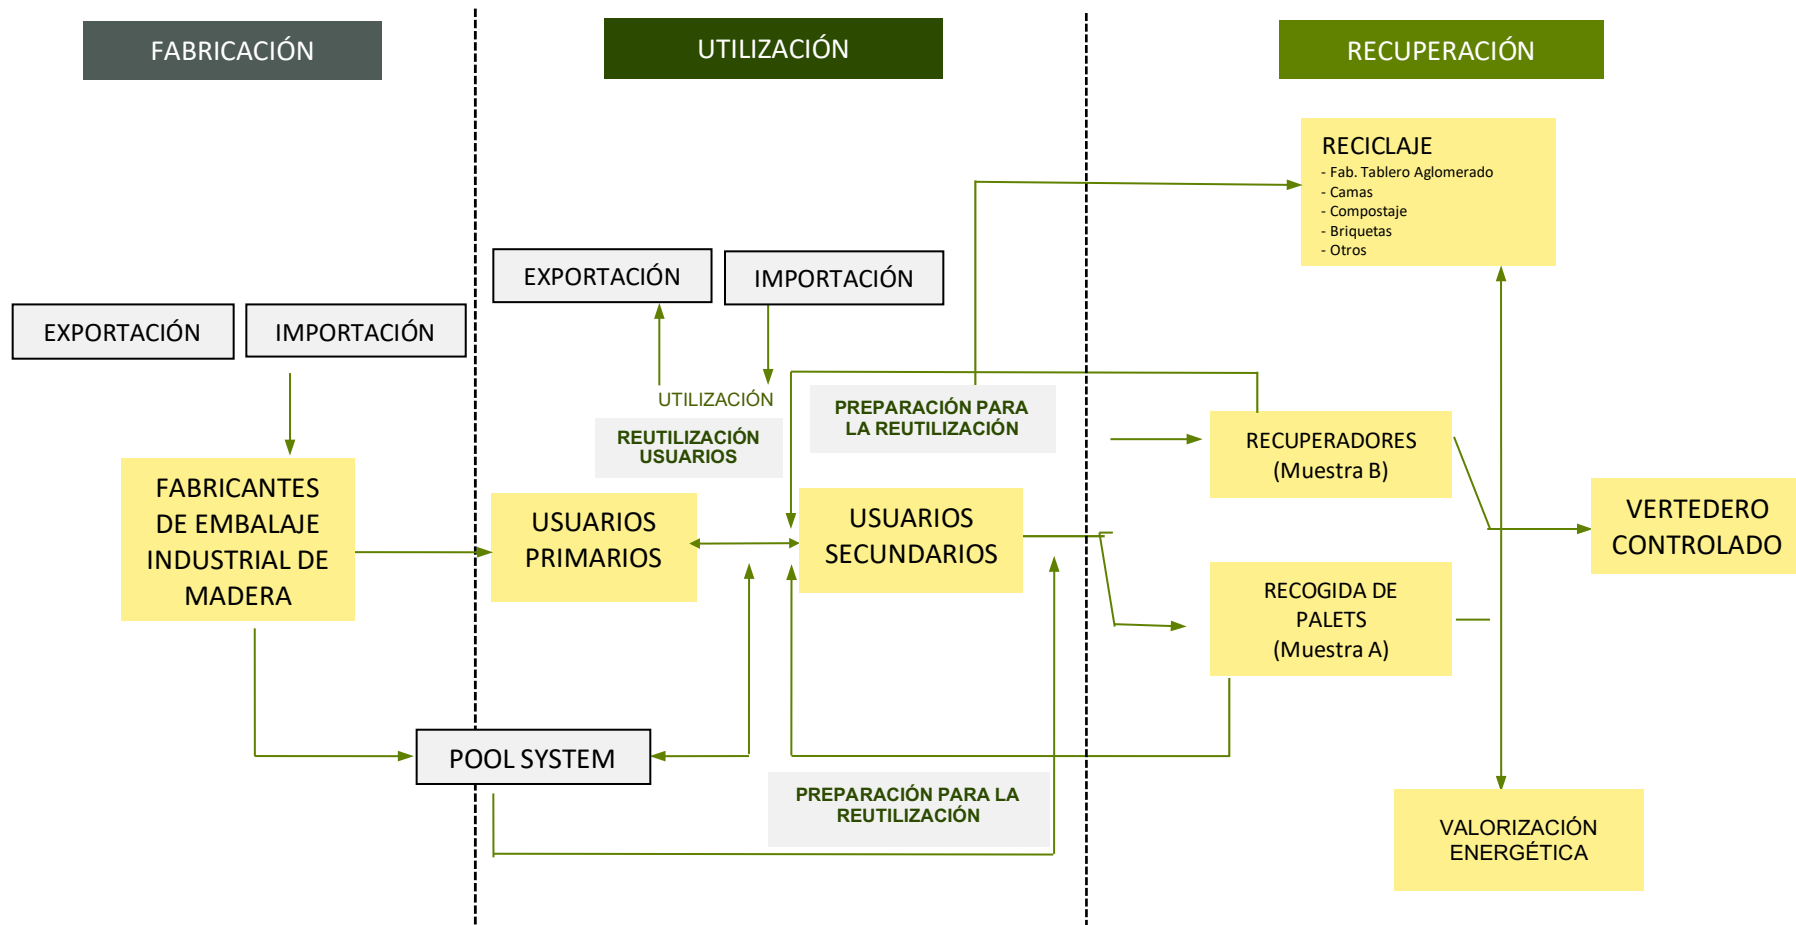 FABRICACIÓN
UTILIZACIÓN
RECUPERACIÓN
RECICLAJE
- Fab. Tablero Aglomerado
- Camas
- Compostaje
- Briquetas
- Otros
EXPORTACIÓN
IMPORTACIÓN
EXPORTACIÓN
IMPORTACIÓN
UTILIZACIÓN
REUTILIZACIÓN
USUARIOS
PREPARACIÓN PARA
LA REUTILIZACIÓN
RECUPERADORES
(Muestra B)
FABRICANTES
DE EMBALAJE
INDUSTRIAL DE
MADERA
USUARIOS
PRIMARIOS
USUARIOS
SECUNDARIOS
VERTEDERO
CONTROLADO
RECOGIDA DE
PALETS
(Muestra A)
POOL SYSTEM
PREPARACIÓN PARA LA
REUTILIZACIÓN
VALORIZACIÓN
ENERGÉTICA